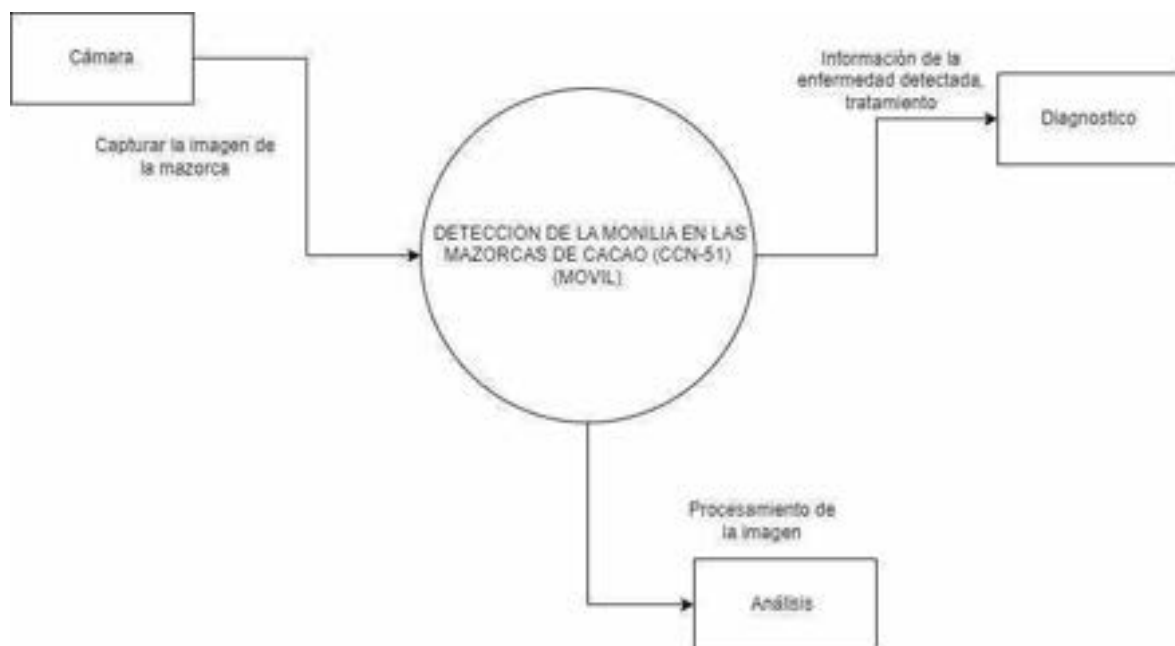 Cámara
Capturar la imagen de
la mazorca
DETECCION DE LA MONILIA EN LAS
MAZORCAS DE CACAO (CCN-51)
(MOVIL)
Información de la
enfermedad detectada,
tratamiento
Diagnostico
Procesamiento de
la imagen
Análisis